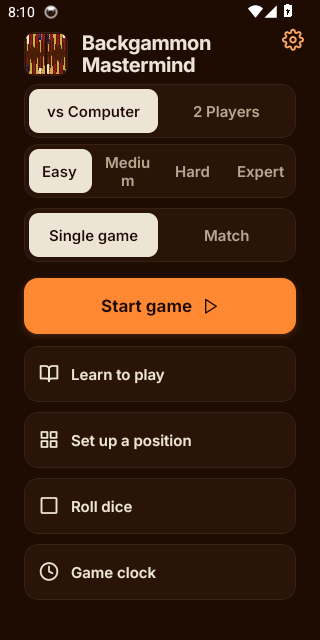 8:10
Backgammon
Mastermind
vs Computer
2 Players
Easy
Mediu
m
Hard
Expert
Single game
Match
Start game
Learn to play
Set up a position
Roll dice
Game clock